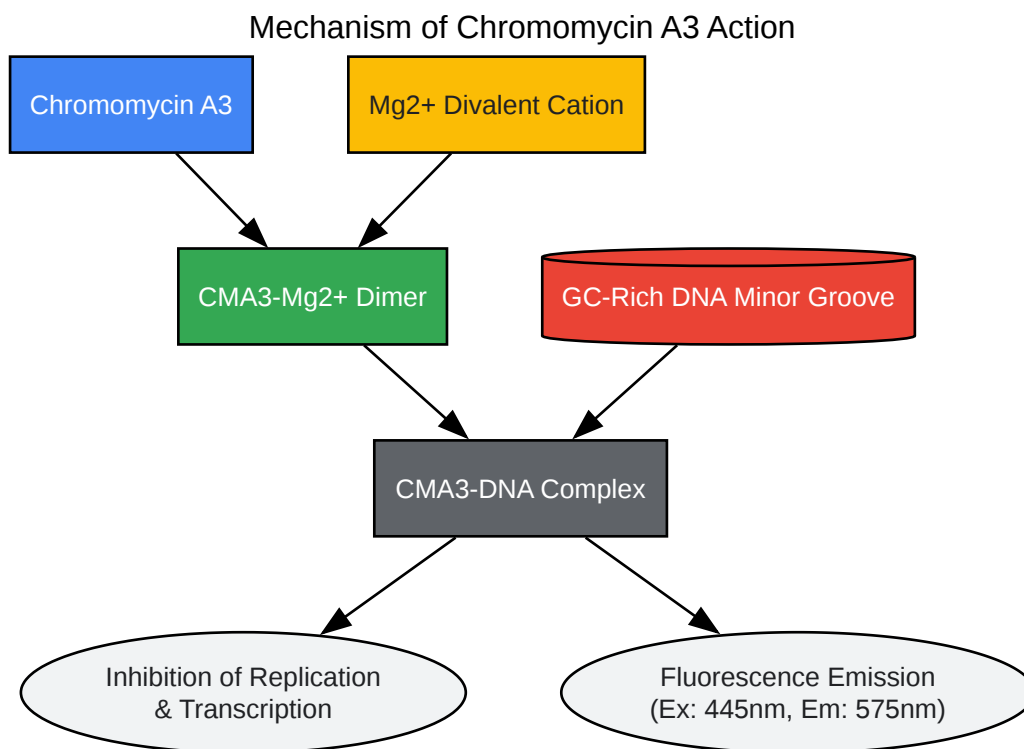 Mechanism of Chromomycin A3 Action
Chromomycin A3
Mg2+ Divalent Cation
CMA3-Mg2+ Dimer
GC-Rich DNA Minor Groove
CMA3-DNA Complex
Inhibition of Replication
& Transcription
Fluorescence Emission
(Ex: 445nm, Em: 575nm)